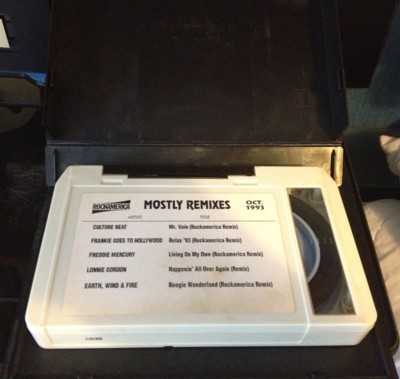 ROCKAMERICA MOSTLY REMIXES OCT. 1993
ARTIST TITLE
CULTURE BEAT Mr. Vain (Rockamerica Remix)
FRANKIE GOES TO HOLLYWOOD Relax '93 (Rockamerica Remix)
FREDDIE MERCURY Living On My Own (Rockamerica Remix)
LONNIE GORDON Happenin' All Over Again (Remix)
EARTH, WIND & FIRE Boogie Wonderland (Rockamerica Remix)